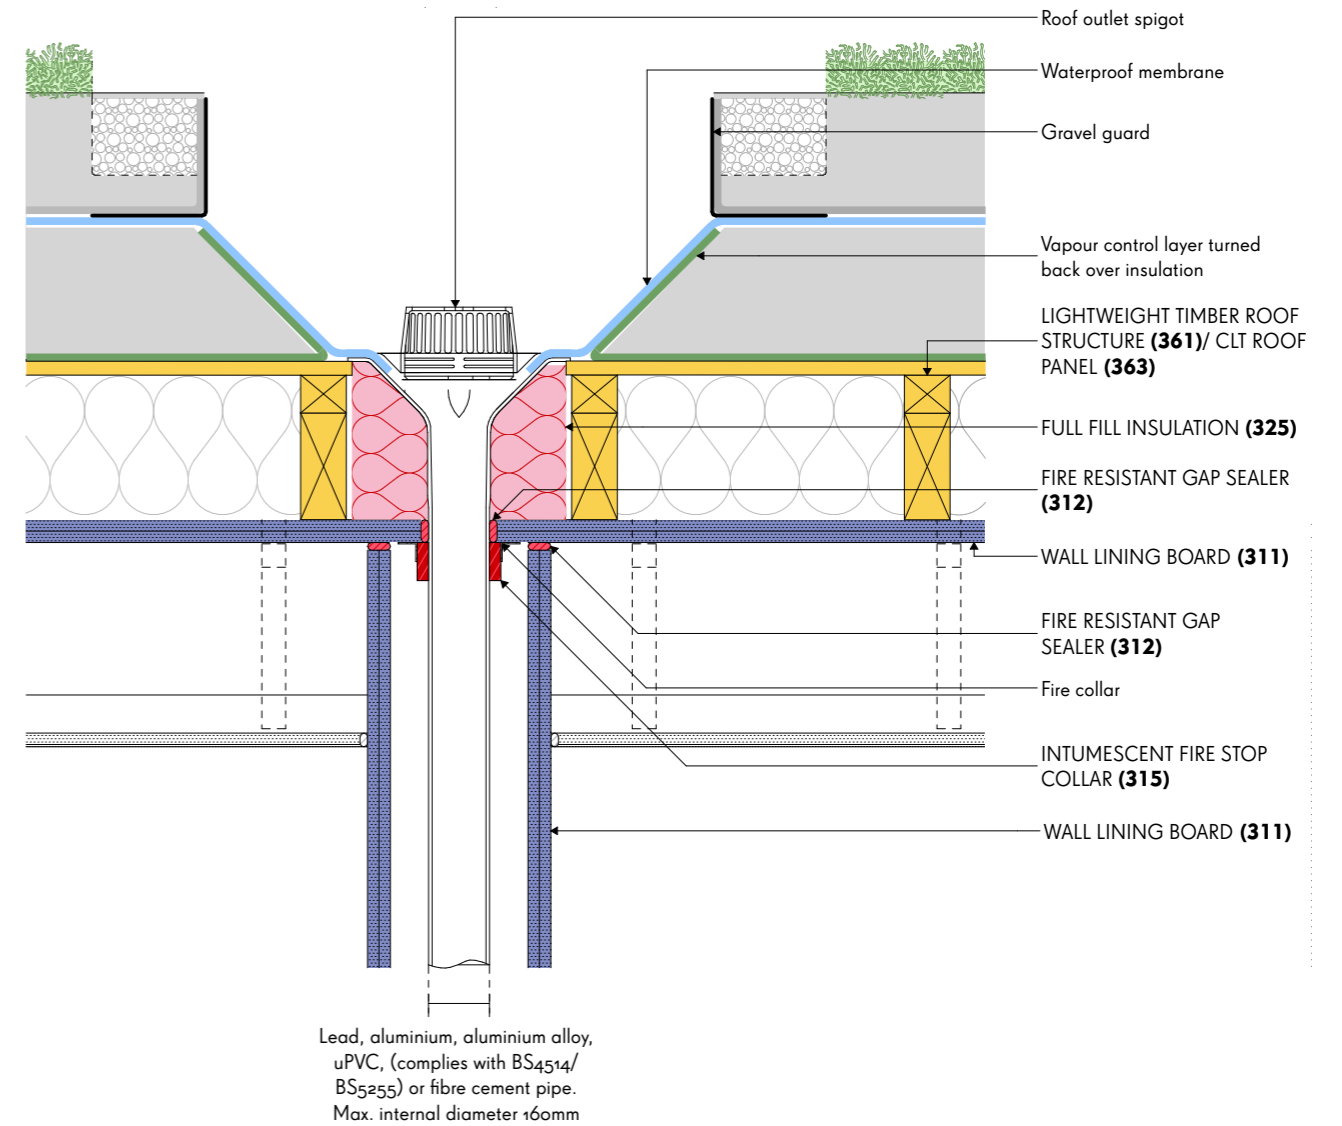 Roof outlet spigot
Waterproof membrane
Gravel guard
Vapour control layer turned
back over insulation
LIGHTWEIGHT TIMBER ROOF
STRUCTURE (361)/ CLT ROOF
PANEL (363)
FULL FILL INSULATION (325)
FIRE RESISTANT GAP SEALER
(312)
WALL LINING BOARD (311)
FIRE RESISTANT GAP
SEALER (312)
Fire collar
INTUMESCENT FIRE STOP
COLLAR (315)
WALL LINING BOARD (311)
Lead, aluminium, aluminium alloy,
uPVC, (complies with BS4514/
BS5255) or fibre cement pipe.
Max. internal diameter 160mm